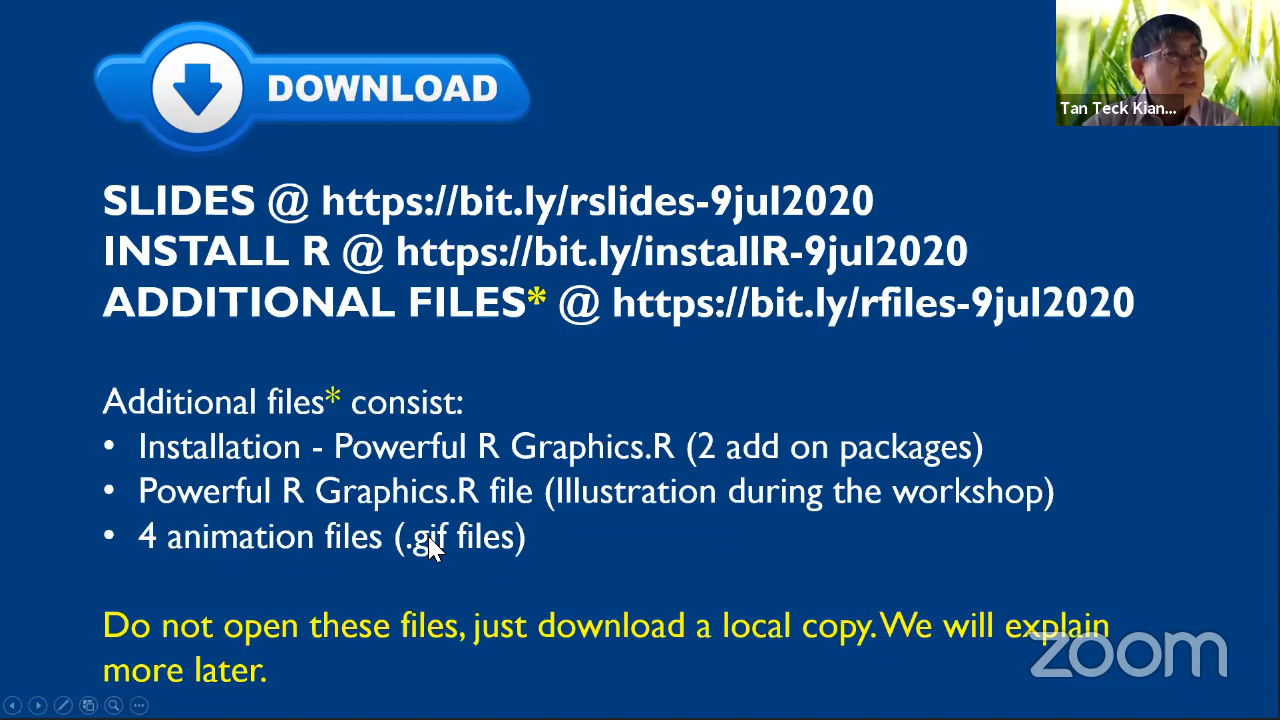 DOWNLOAD
Tan Teck Kian...
SLIDES @ https://bit.ly/rslides-9jul2020
INSTALL R @ https://bit.ly/installR-9jul2020
ADDITIONAL FILES* @ https://bit.ly/rfiles-9jul2020
Additional files* consist:
• Installation - Powerful R Graphics.R (2 add on packages)
• Powerful R Graphics.R file (Illustration during the workshop)
• 4 animation files (.gif files)
Do not open these files, just download a local copy. We will explain
more later.
zoom